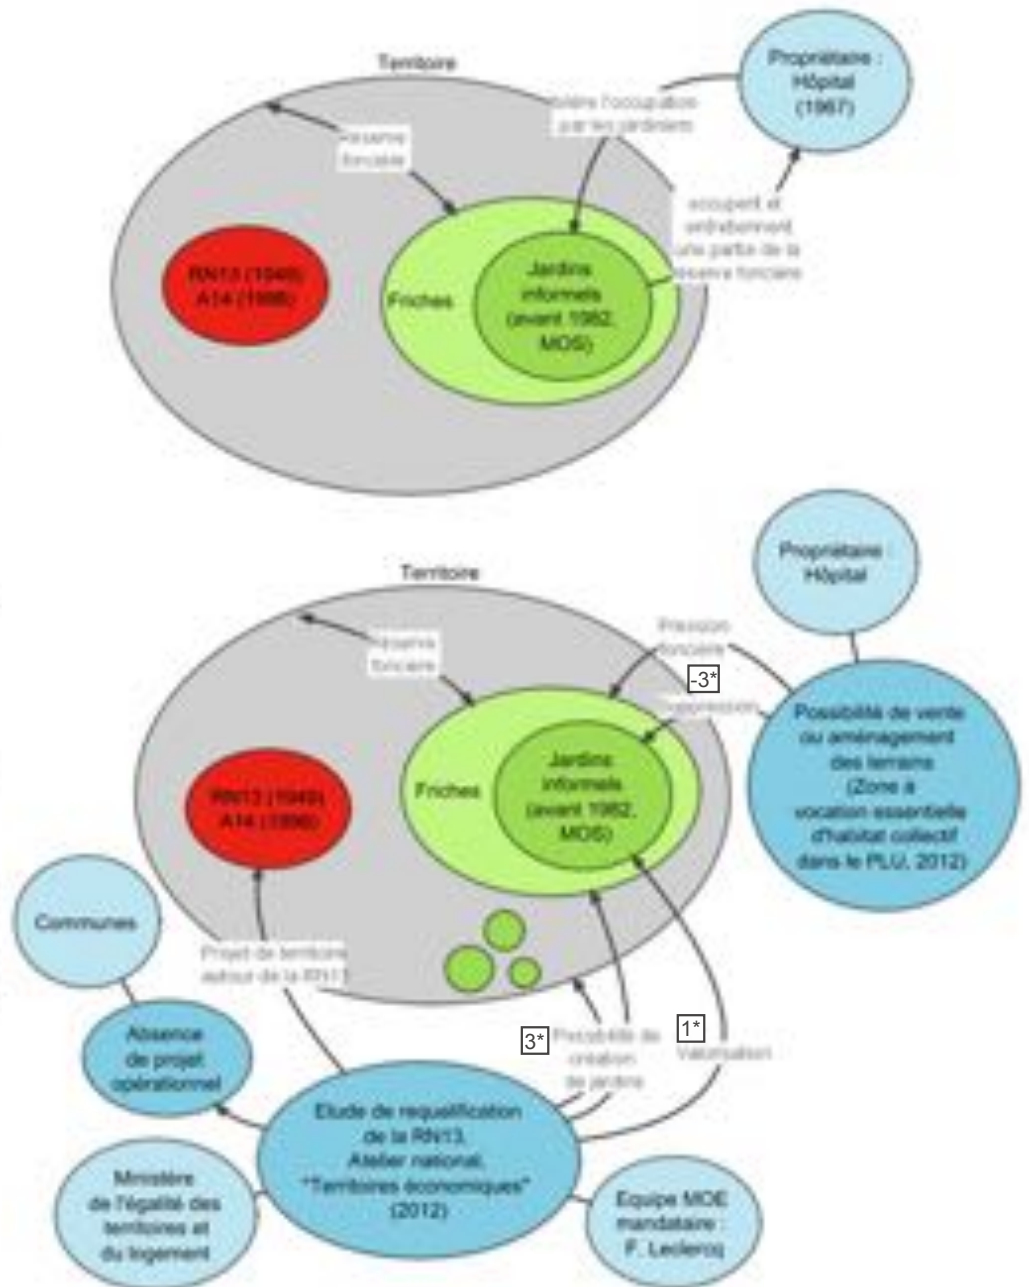 Territoire
Propriétaire :
Hôpital
(1967)
tolère l'occupation
par les jardiniers
Réserve
foncière
occupent et
entretiennent
une partie de la
réserve foncière
RN13 (1949)
A14 (1996)
Friches
Jardins
informels
(avant 1982,
MOS)
Territoire
Propriétaire :
Hôpital
Réserve
foncière
Pression
foncière
-3*
Suppression
Possibilité de vente
ou aménagement
des terrains
(Zone à
vocation essentielle
d'habitat collectif
dans le PLU, 2012)
RN13 (1949)
A14 (1996)
Friches
Jardins
informels
(avant 1982,
MOS)
Communes
Projet de territoire
autour de la RN13
Absence
de projet
opérationnel
3*
Possibilité de
création
de jardins
1*
Valorisation
Etude de requalification
de la RN13,
Atelier national,
"Territoires économiques"
(2012)
Ministère
de l'égalité des
territoires et
du logement
Equipe MOE
mandataire :
F. Leclercq